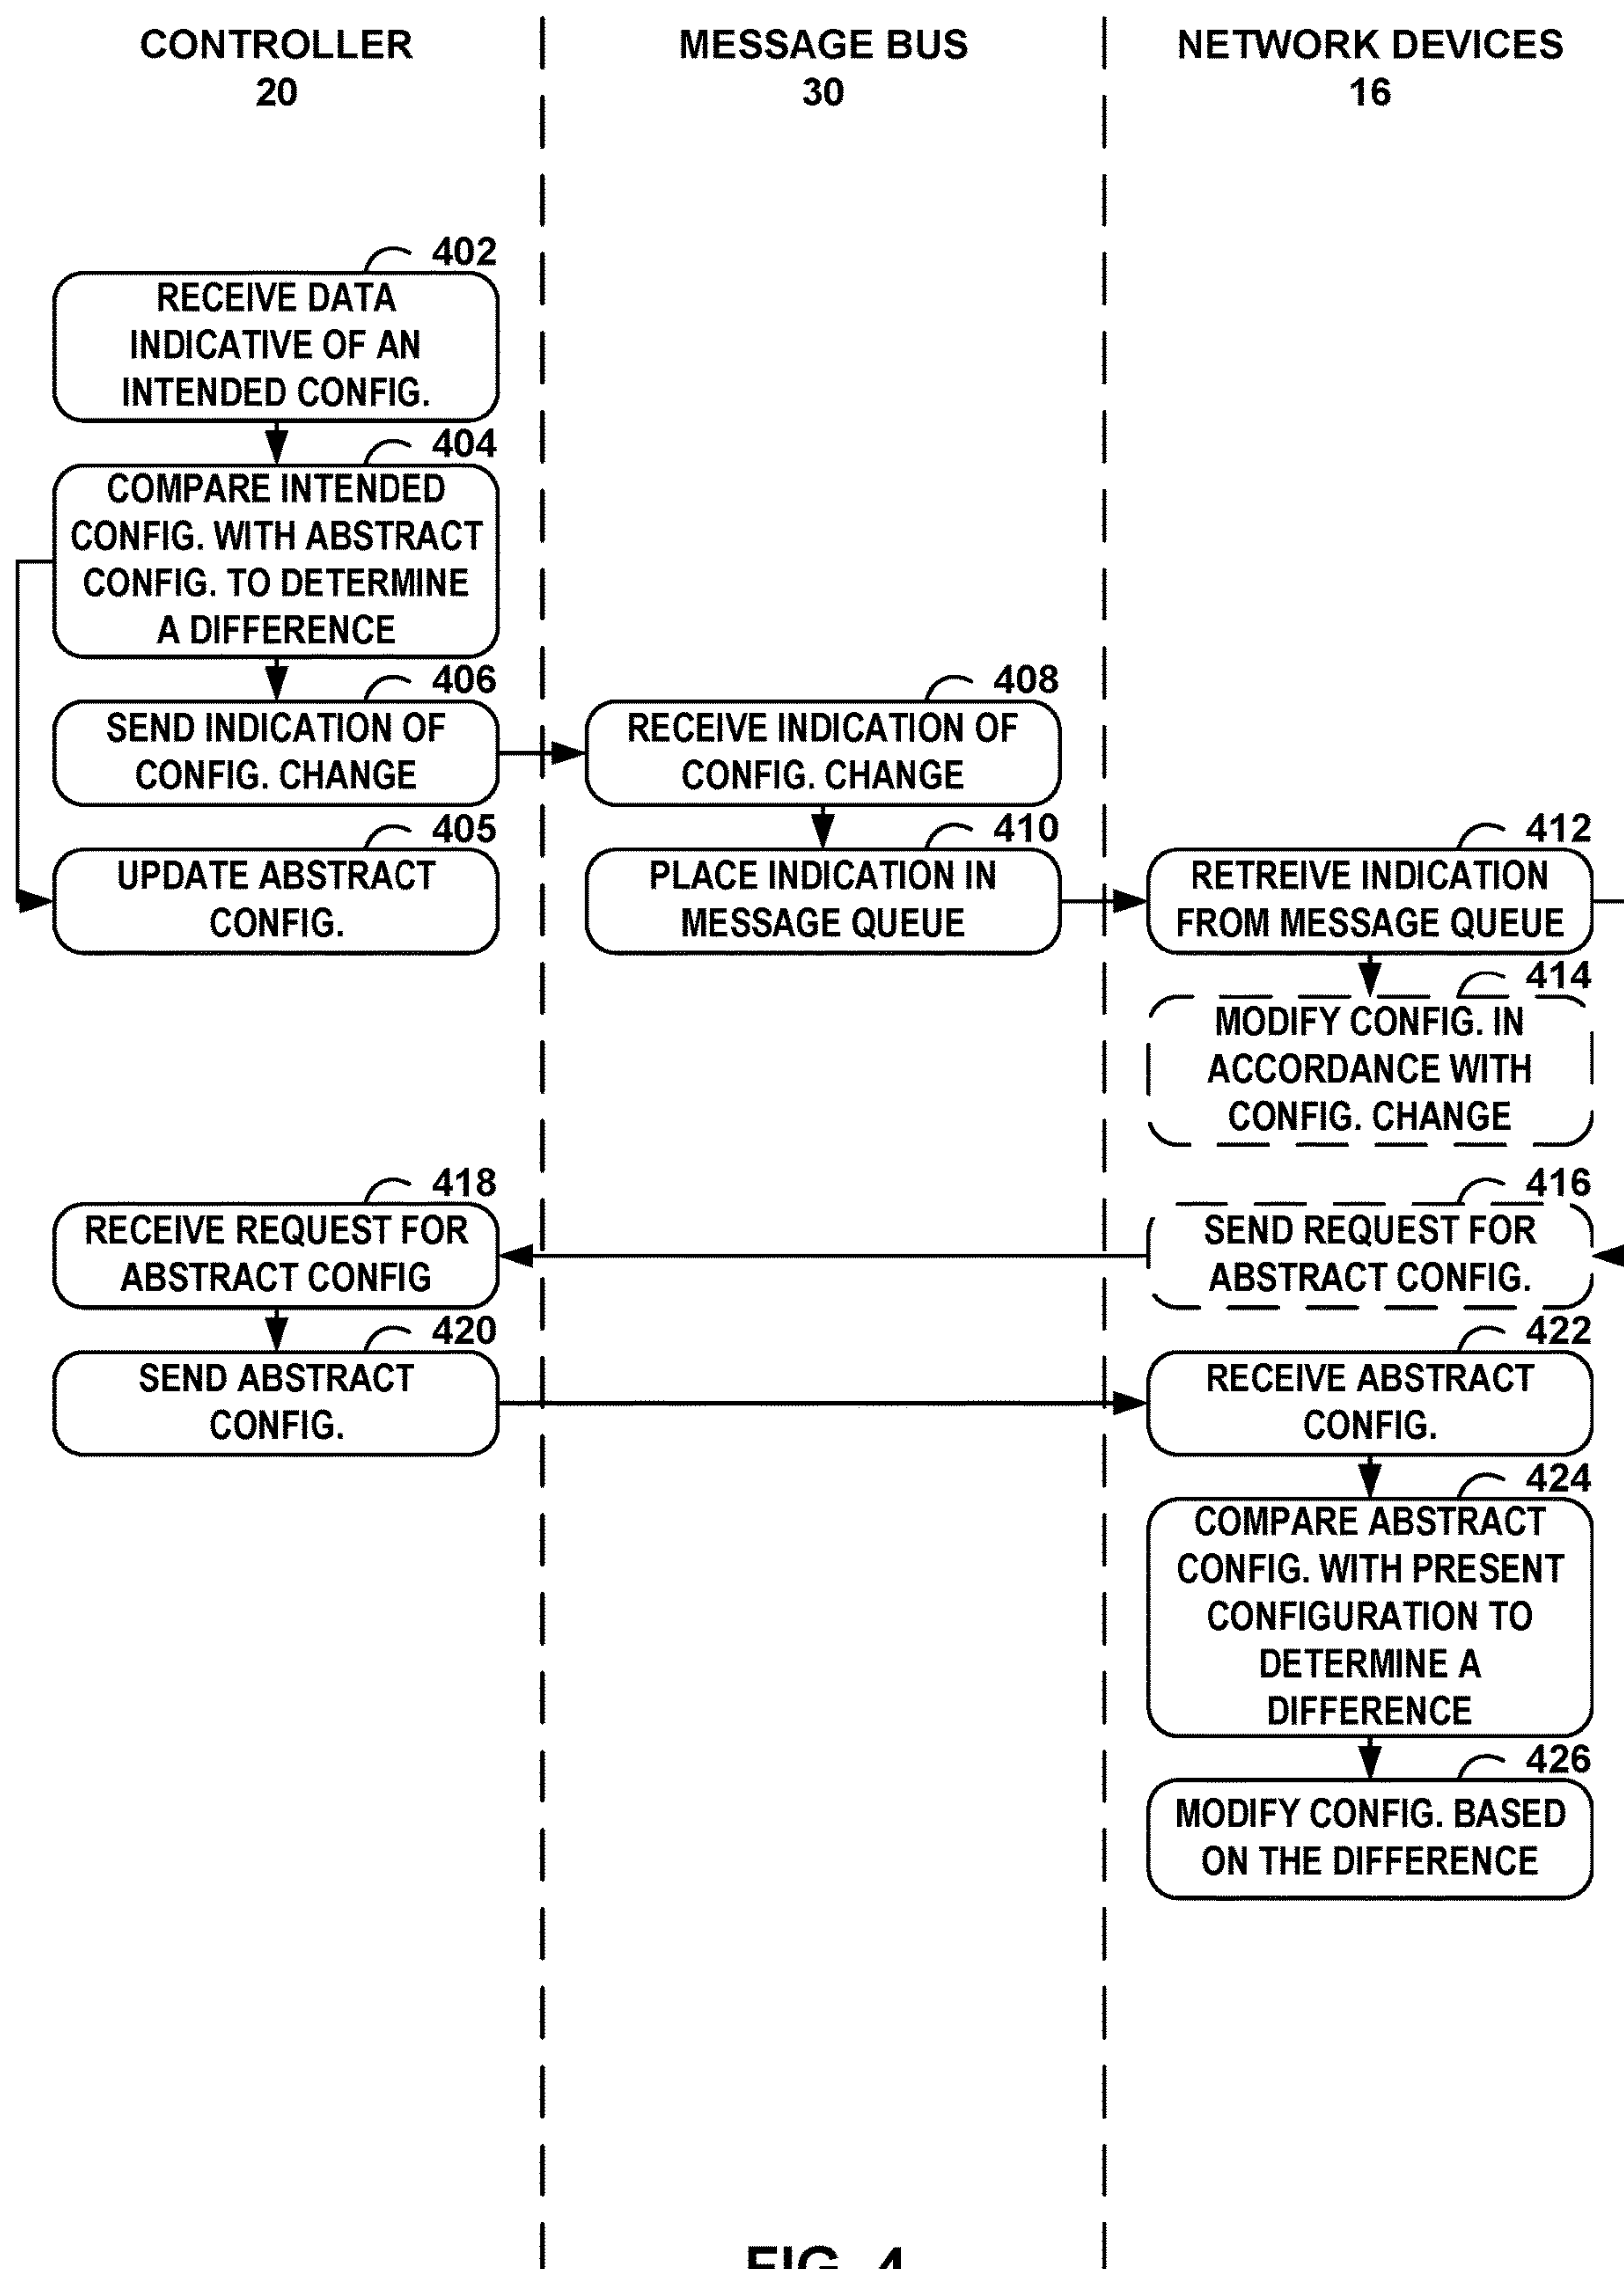 CONTROLLER
20
MESSAGE BUS
30
NETWORK DEVICES
16
402
RECEIVE DATA
INDICATIVE OF AN
INTENDED CONFIG.
404
COMPARE INTENDED
CONFIG. WITH ABSTRACT
CONFIG. TO DETERMINE
A DIFFERENCE
406
SEND INDICATION OF
CONFIG. CHANGE
408
RECEIVE INDICATION OF
CONFIG. CHANGE
405
UPDATE ABSTRACT
CONFIG.
410
PLACE INDICATION IN
MESSAGE QUEUE
412
RETREIVE INDICATION
FROM MESSAGE QUEUE
414
MODIFY CONFIG. IN
ACCORDANCE WITH
CONFIG. CHANGE
416
SEND REQUEST FOR
ABSTRACT CONFIG.
418
RECEIVE REQUEST FOR
ABSTRACT CONFIG
420
SEND ABSTRACT
CONFIG.
422
RECEIVE ABSTRACT
CONFIG.
424
COMPARE ABSTRACT
CONFIG. WITH PRESENT
CONFIGURATION TO
DETERMINE A
DIFFERENCE
426
MODIFY CONFIG. BASED
ON THE DIFFERENCE
FIG. 4